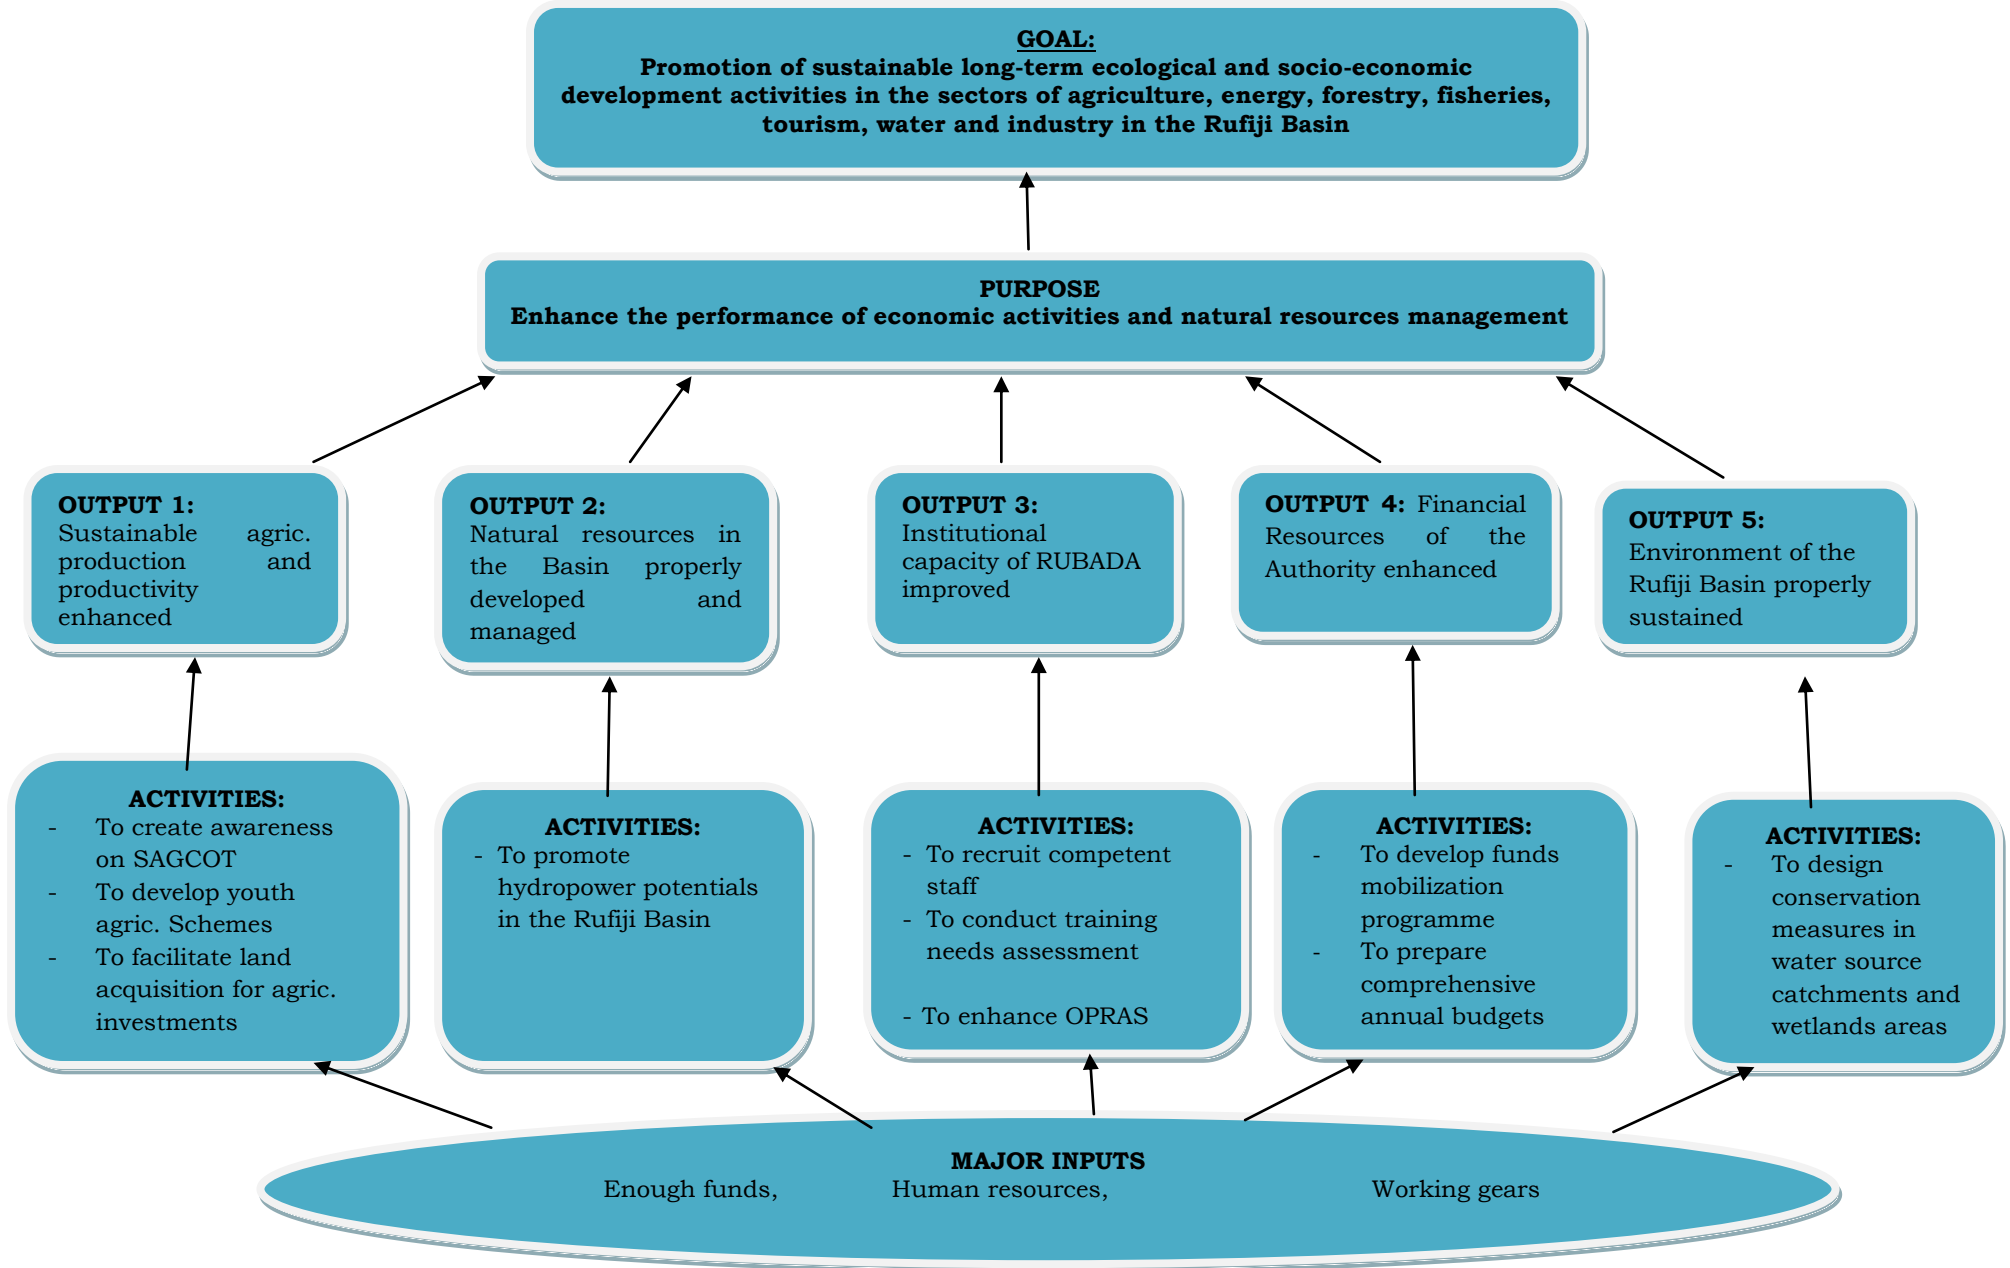 GOAL:
Promotion of sustainable long-term ecological and socio-economic
development activities in the sectors of agriculture, energy, forestry, fisheries,
tourism, water and industry in the Rufiji Basin
PURPOSE
Enhance the performance of economic activities and natural resources management
OUTPUT 1:
Sustainable agric.
production and
productivity
enhanced
OUTPUT 2:
Natural resources in
the Basin properly
developed and
managed
OUTPUT 3:
Institutional
capacity of RUBADA
improved
OUTPUT 4: Financial
Resources of the
Authority enhanced
OUTPUT 5:
Environment of the
Rufiji Basin properly
sustained
ACTIVITIES:
- To create awareness
on SAGCOT
- To develop youth
agric. Schemes
- To facilitate land
acquisition for agric.
investments
ACTIVITIES:
- To promote
hydropower potentials
in the Rufiji Basin
ACTIVITIES:
- To recruit competent
staff
- To conduct training
needs assessment
- To enhance OPRAS
ACTIVITIES:
- To develop funds
mobilization
programme
- To prepare
comprehensive
annual budgets
ACTIVITIES:
- To design
conservation
measures in
water source
catchments and
wetlands areas
MAJOR INPUTS
Enough funds, Human resources, Working gears